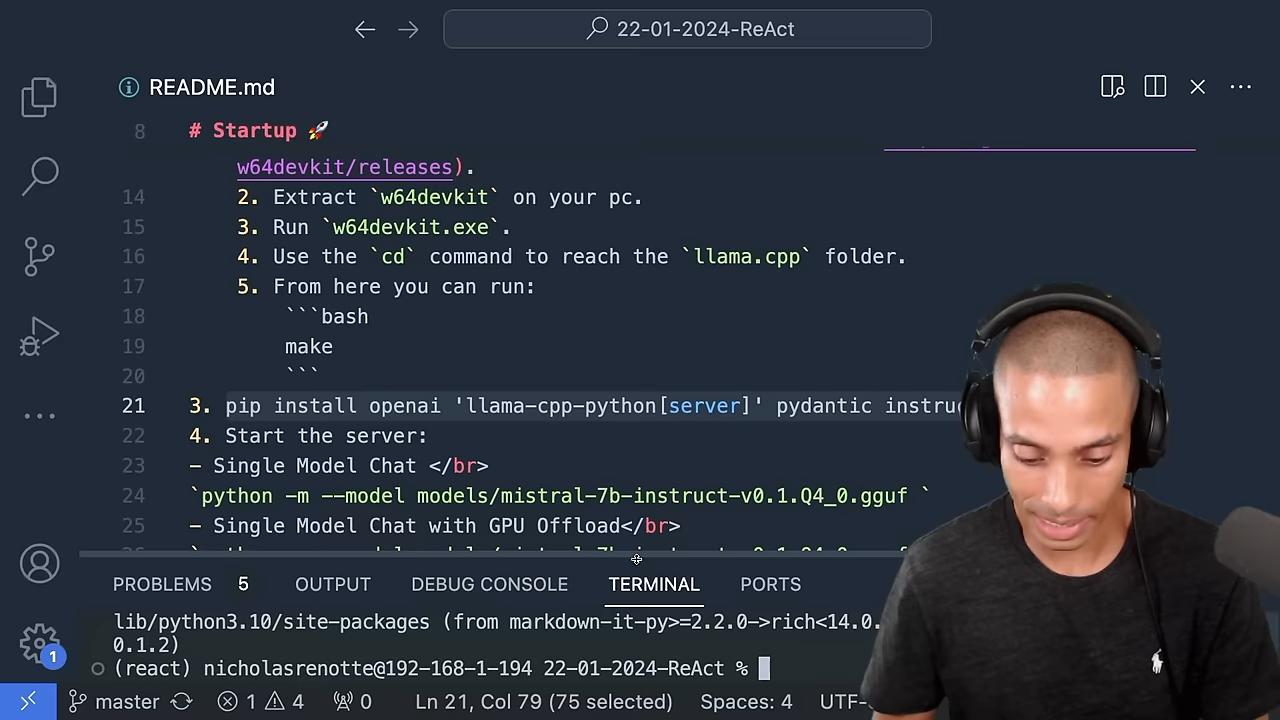 22-01-2024-ReAct
README.md
8 # Startup 🚀
w64devkit/releases).
14 2. Extract `w64devkit` on your pc.
15 3. Run `w64devkit.exe`.
16 4. Use the `cd` command to reach the `llama.cpp` folder.
17 5. From here you can run:
18 ```bash
19 make
20 ```
21 3. pip install openai 'llama-cpp-python[server]' pydantic instruc
22 4. Start the server:
23 - Single Model Chat </br>
24 `python -m --model models/mistral-7b-instruct-v0.1.Q4_0.gguf `
25 - Single Model Chat with GPU Offload</br>
PROBLEMS 5 OUTPUT DEBUG CONSOLE TERMINAL PORTS
lib/python3.10/site-packages (from markdown-it-py>=2.2.0->rich<14.0.
0.1.2)
(react) nicholasrenotte@192-168-1-194 22-01-2024-ReAct %
1
master 1 4 0 Ln 21, Col 79 (75 selected) Spaces: 4 UTF-